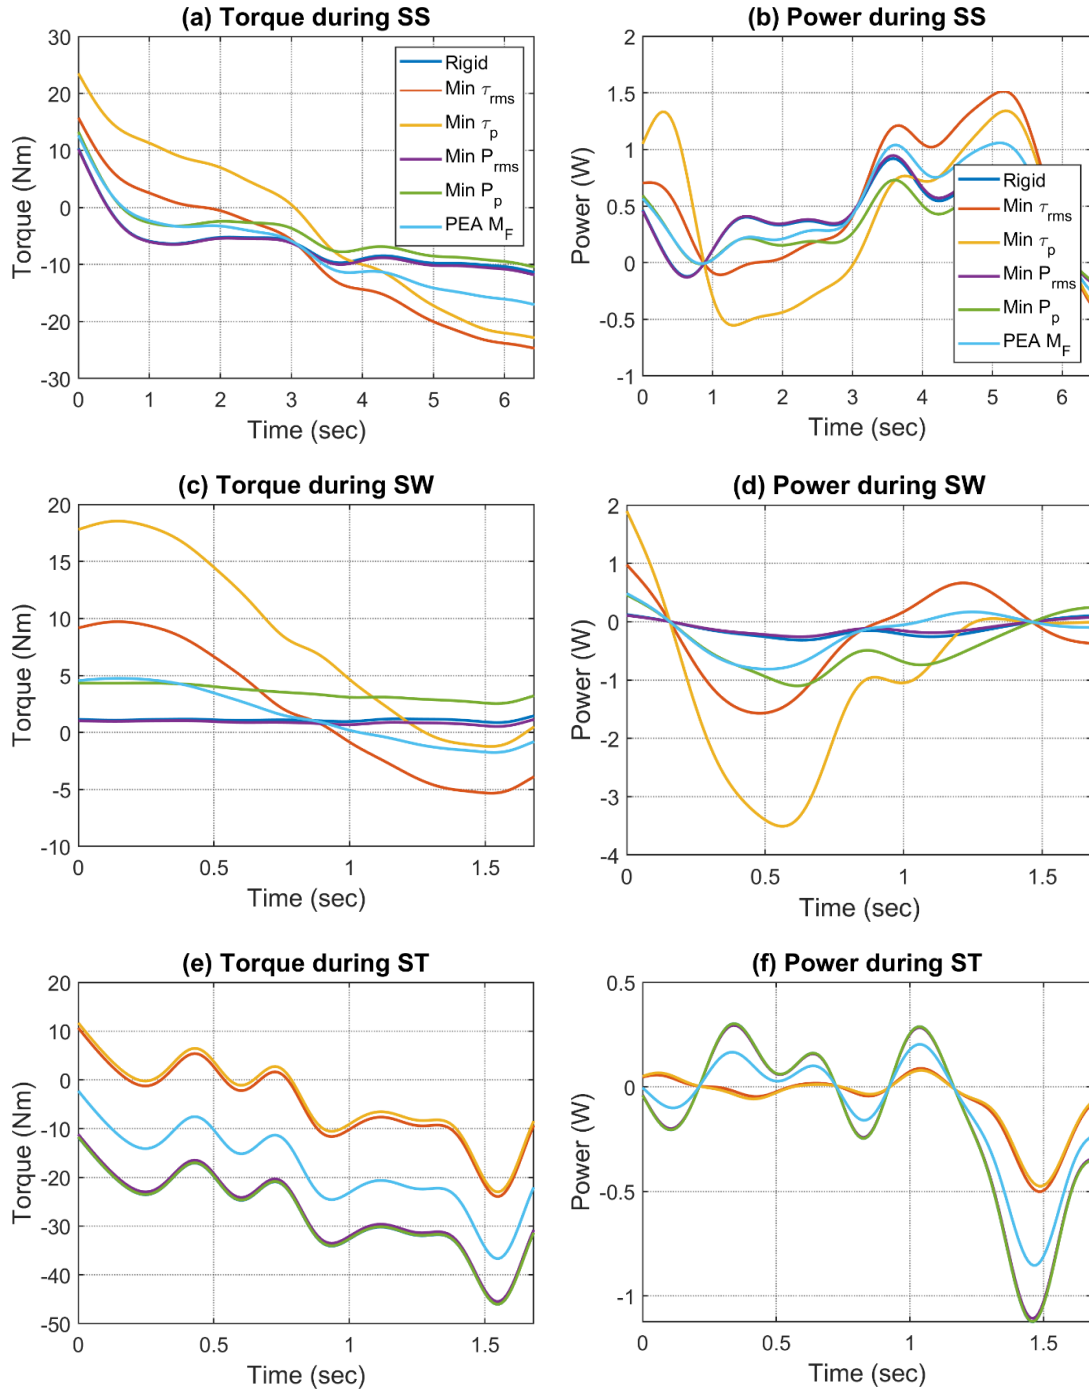 (a) Torque during SS
30
20
10
0
-10
-20
-30
0 1 2 3 4 5 6
Torque (Nm)
Time (sec)
Rigid
Min τrms
Min τp
Min Prms
Min Pp
PEA MF
(b) Power during SS
2
1.5
1
0.5
0
-0.5
-1
0 1 2 3 4 5 6
Power (W)
Time (sec)
Rigid
Min τrms
Min τp
Min Prms
Min Pp
PEA MF
(c) Torque during SW
20
15
10
5
0
-5
-10
0 0.5 1 1.5
Torque (Nm)
Time (sec)
(d) Power during SW
2
1
0
-1
-2
-3
-4
0 0.5 1 1.5
Power (W)
Time (sec)
(e) Torque during ST
20
10
0
-10
-20
-30
-40
-50
0 0.5 1 1.5
Torque (Nm)
Time (sec)
(f) Power during ST
0.5
0
-0.5
-1
0 0.5 1 1.5
Power (W)
Time (sec)